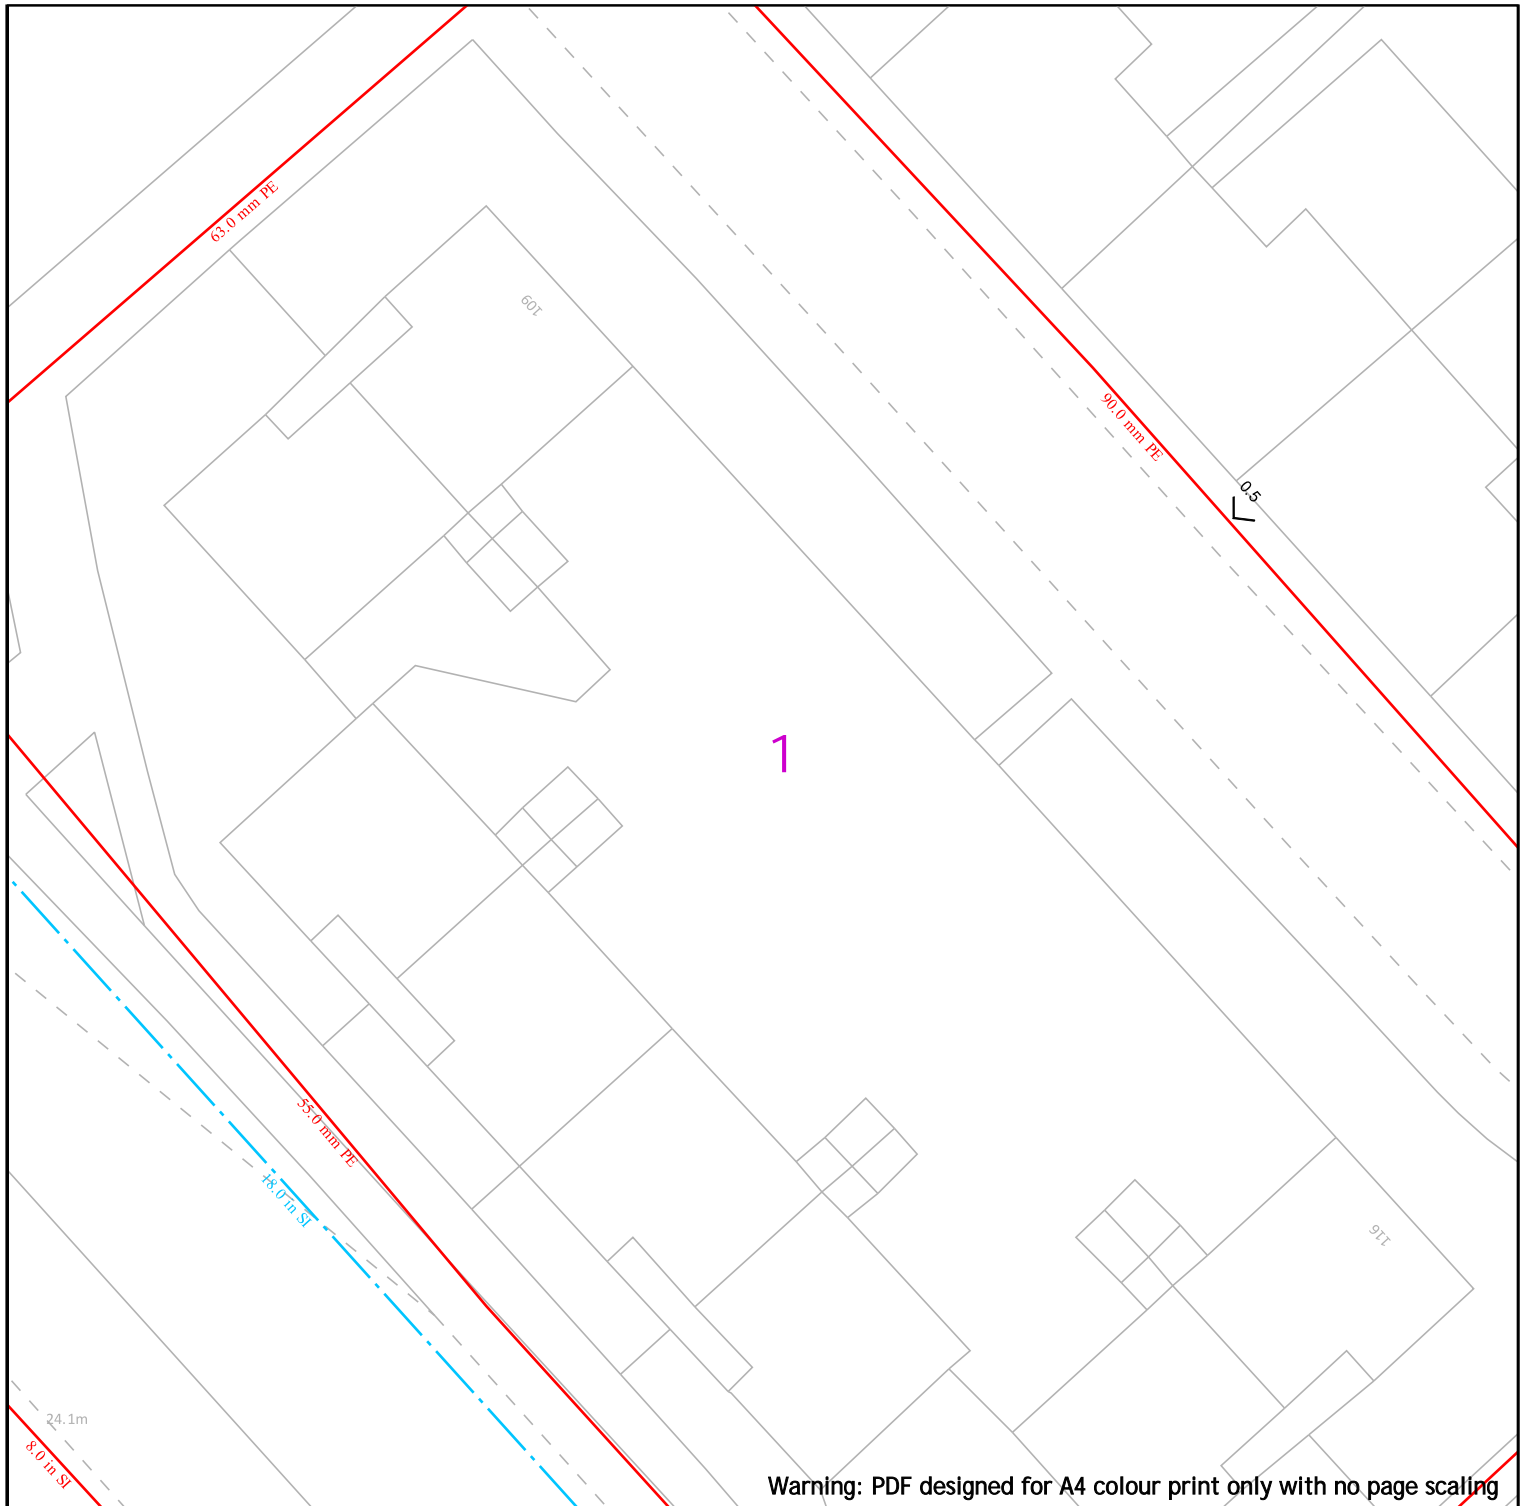 63.0 mm PE
109
90.0 mm PE
0.5
1
55.0 mm PE
18.0 in SI
116
24.1m
8.0 in SI
Warning: PDF designed for A4 colour print only with no page scaling